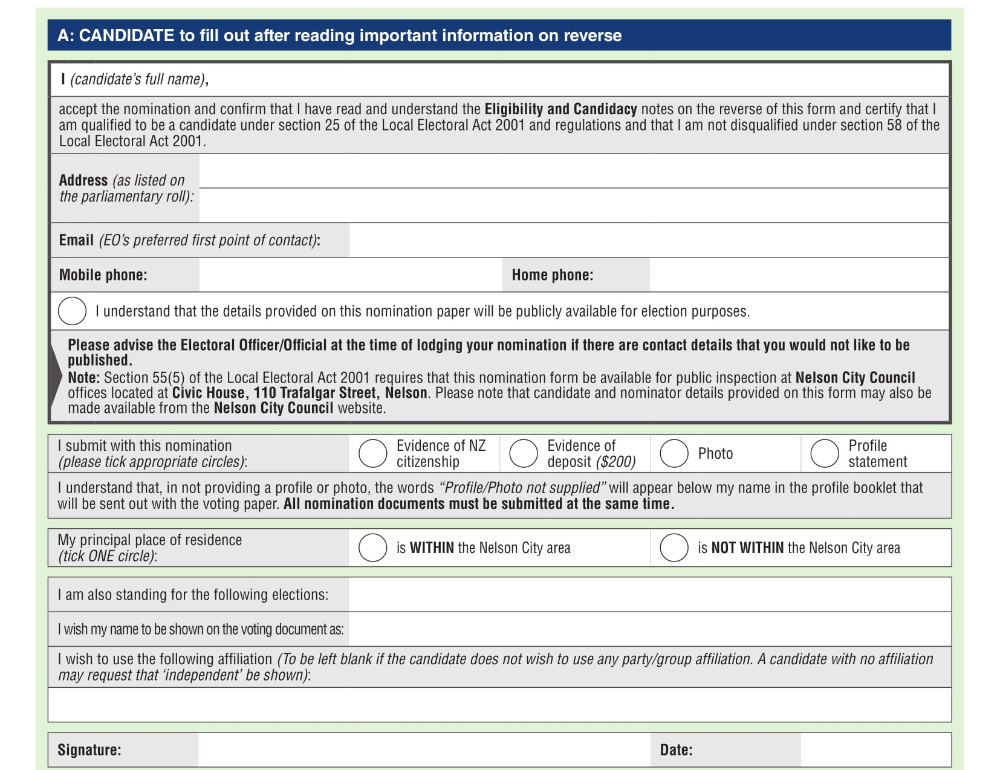 A: CANDIDATE to fill out after reading important information on reverse
I (candidate’s full name),
accept the nomination and confirm that I have read and understand the Eligibility and Candidacy notes on the reverse of this form and certify that I
am qualified to be a candidate under section 25 of the Local Electoral Act 2001 and regulations and that I am not disqualified under section 58 of the
Local Electoral Act 2001.
Address (as listed on
the parliamentary roll):
Email (EO’s preferred first point of contact):
Mobile phone: Home phone:
I understand that the details provided on this nomination paper will be publicly available for election purposes.
Please advise the Electoral Officer/Official at the time of lodging your nomination if there are contact details that you would not like to be
published.
Note: Section 55(5) of the Local Electoral Act 2001 requires that this nomination form be available for public inspection at Nelson City Council
offices located at Civic House, 110 Trafalgar Street, Nelson. Please note that candidate and nominator details provided on this form may also be
made available from the Nelson City Council website.
I submit with this nomination
(please tick appropriate circles):
Evidence of NZ
citizenship
Evidence of
deposit ($200)
Photo
Profile
statement
I understand that, in not providing a profile or photo, the words “Profile/Photo not supplied” will appear below my name in the profile booklet that
will be sent out with the voting paper. All nomination documents must be submitted at the same time.
My principal place of residence
(tick ONE circle):
is WITHIN the Nelson City area
is NOT WITHIN the Nelson City area
I am also standing for the following elections:
I wish my name to be shown on the voting document as:
I wish to use the following affiliation (To be left blank if the candidate does not wish to use any party/group affiliation. A candidate with no affiliation
may request that ‘independent’ be shown):
Signature: Date: